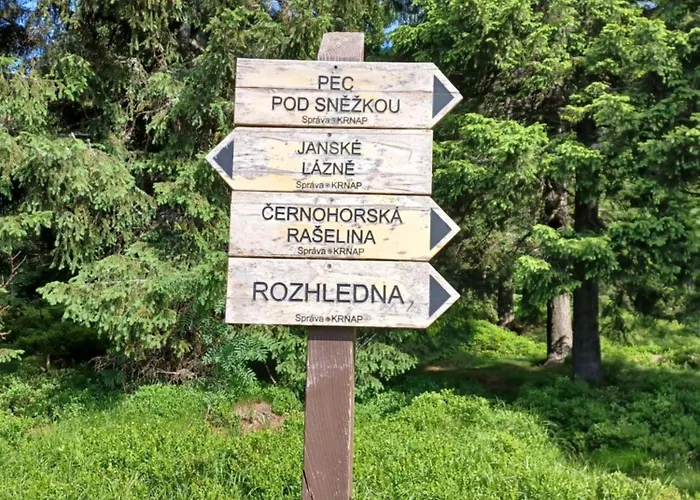 PEC
POD SNĚŽKOU
Správa KRNAP
JANSKÉ
LÁZNĚ
Správa KRNAP
ČERNOHORSKÁ
RAŠELINA
Správa KRNAP
ROZHLEDNA
Správa KRNAP